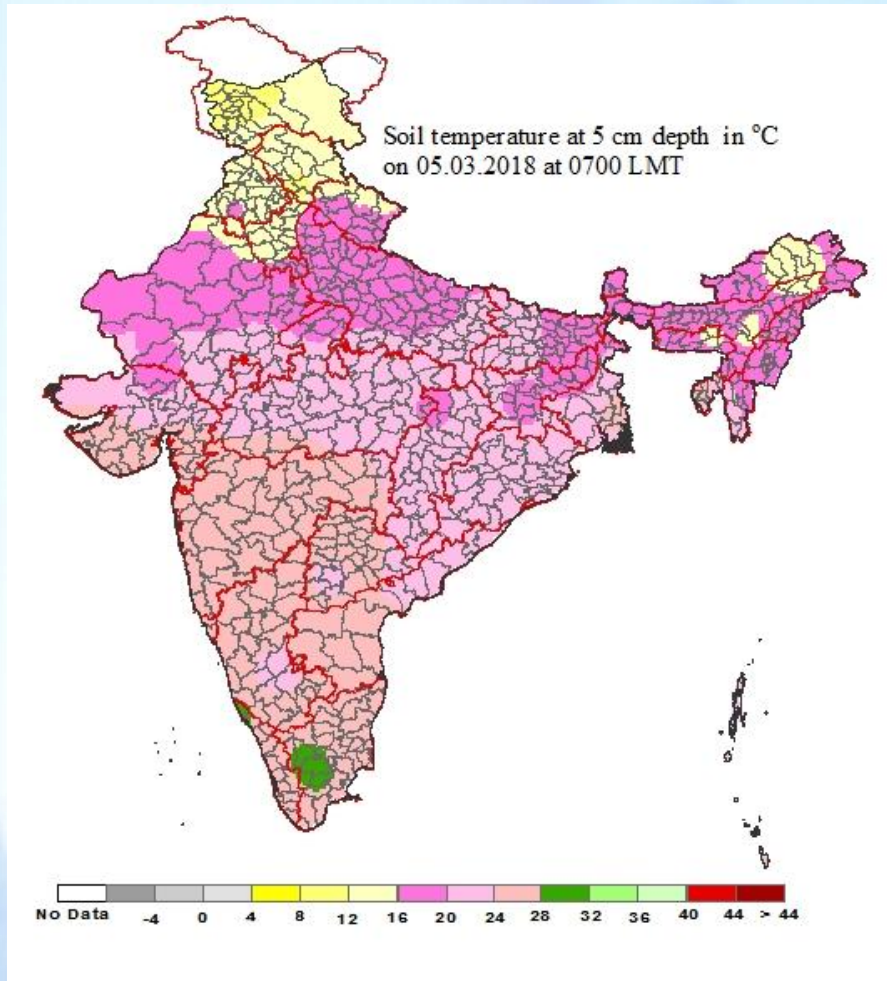 Soil temperature at 5 cm depth in °C
on 05.03.2018 at 0700 LMT
No Data -4 0 4 8 12 16 20 24 28 32 36 40 44 > 44